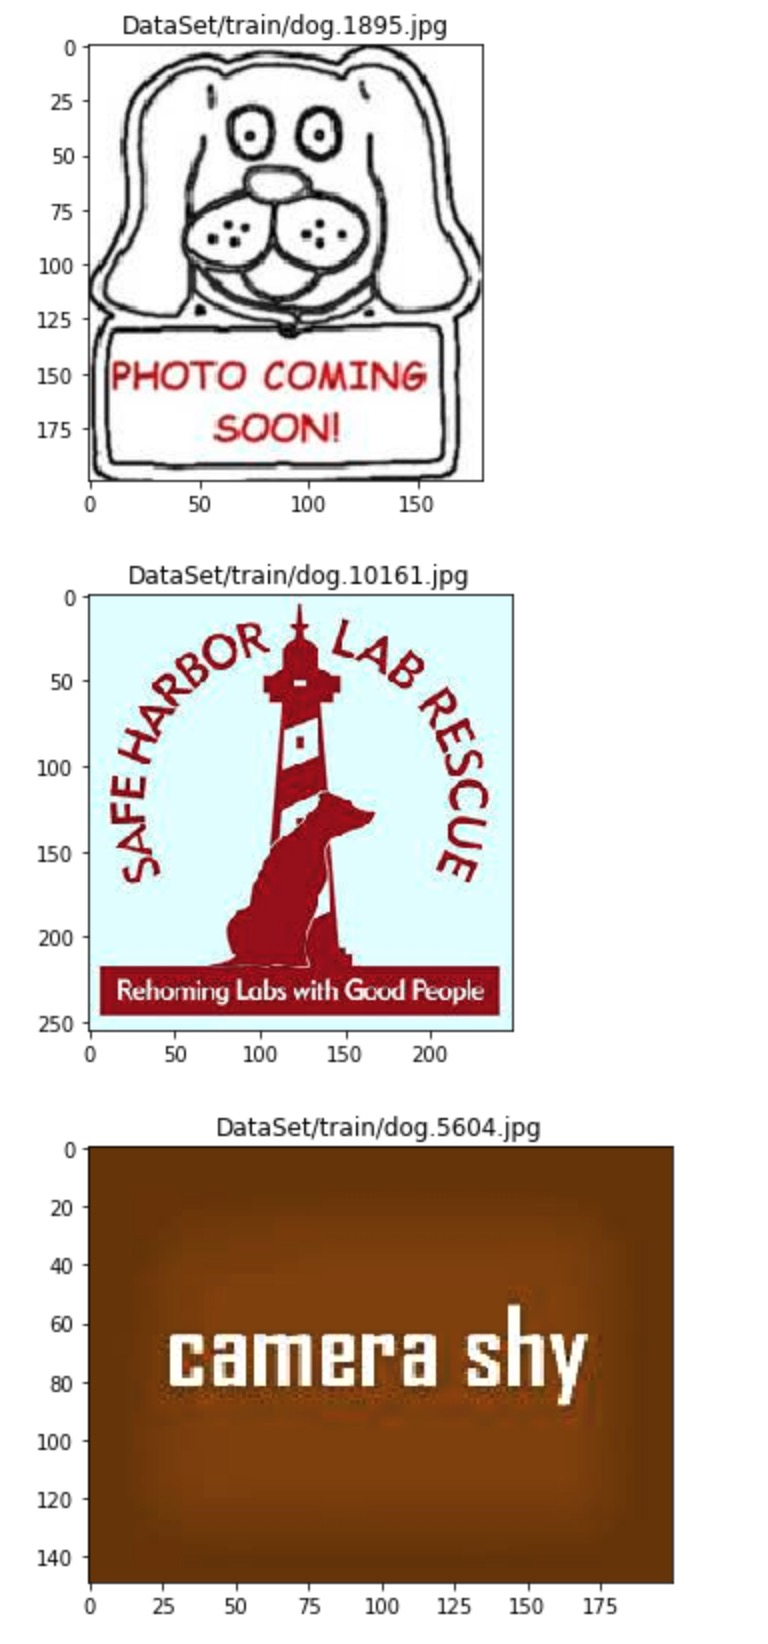 DataSet/train/dog.1895.jpg
0
25
50
75
100
125
150
175
PHOTO COMING
SOON!
0 50 100 150
DataSet/train/dog.10161.jpg
0
50
100
150
200
250
SAFE HARBOR LAB RESCUE
Rehoming Labs with Good People
0 50 100 150 200
DataSet/train/dog.5604.jpg
0
20
40
60
80
100
120
140
camera shy
0 25 50 75 100 125 150 175